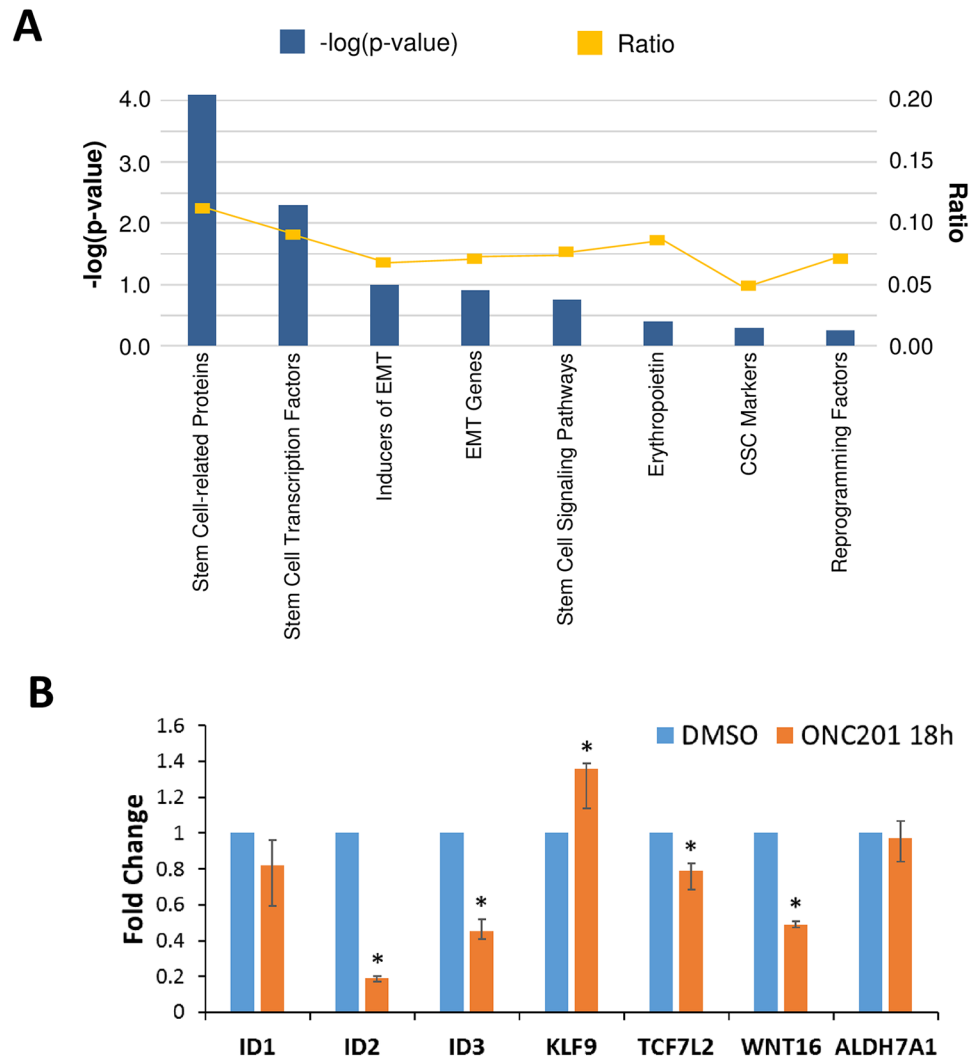 A
-log(p-value) Ratio
4.0 0.20
3.0 0.15
2.0 0.10
1.0 0.05
0.0 0.00
-log(p-value)
Ratio
Stem Cell-related Proteins
Stem Cell Transcription Factors
Inducers of EMT
EMT Genes
Stem Cell Signaling Pathways
Erythropoietin
CSC Markers
Reprogramming Factors
B
DMSO ONC201 18h
Fold Change
1.6
1.4
1.2
1
0.8
0.6
0.4
0.2
0
* * * * *
ID1 ID2 ID3 KLF9 TCF7L2 WNT16 ALDH7A1